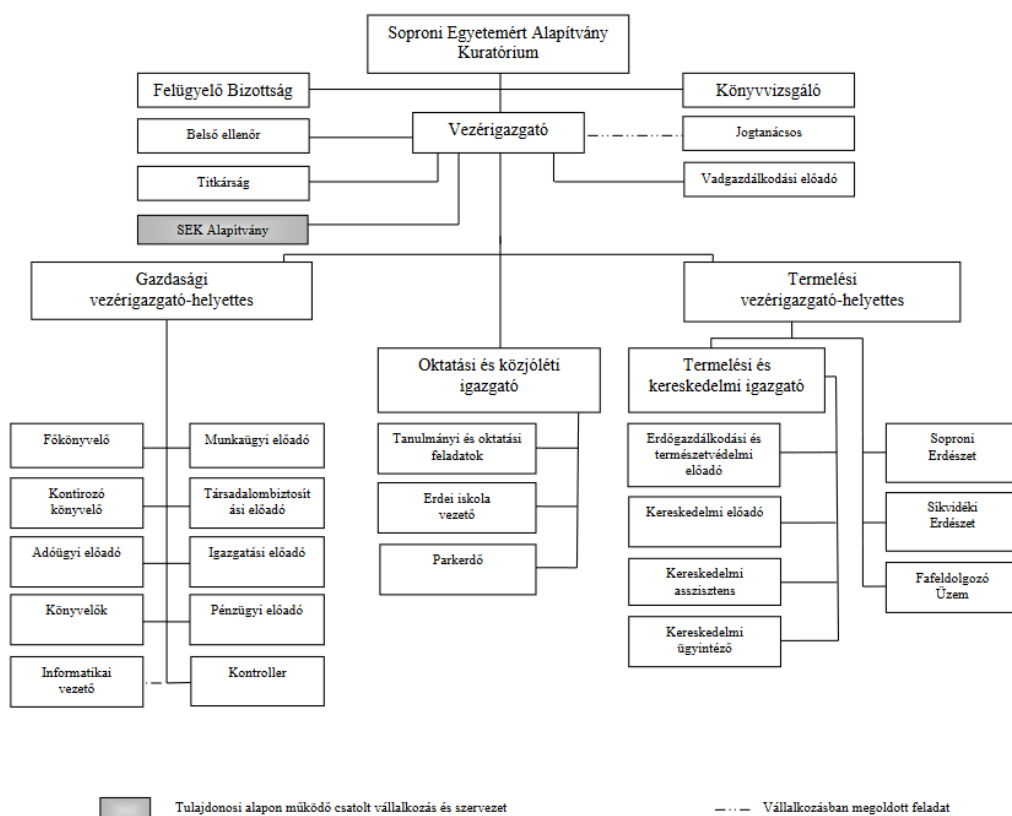 Soproni Egyetemért Alapítvány
Kuratórium
Felügyelő Bizottság
Könyvvizsgáló
Belső ellenőr
Vezérigazgató
Jogtanácsos
Titkárság
Vadgazdálkodási előadó
SEK Alapítvány
Gazdasági
vezérigazgató-helyettes
Termelési
vezérigazgató-helyettes
Oktatási és közjóléti
igazgató
Termelési és
kereskedelmi igazgató
Főkönyvelő
Munkaügyi előadó
Kontírozó
könyvelő
Társadalombiztosít
ási előadó
Adóügyi előadó
Igazgatási előadó
Könyvelők
Pénzügyi előadó
Informatikai
vezető
Kontroller
Tanulmányi és oktatási
feladatok
Erdei iskola
vezető
Parkerdő
Erdőgazdálkodási és
természetvédelmi
előadó
Kereskedelmi előadó
Kereskedelmi
asszisztens
Kereskedelmi
ügyintéző
Soproni
Erdészet
Síkvidéki
Erdészet
Fafeldolgozó
Üzem
Tulajdonosi alapon működő csatolt vállalkozás és szervezet
Vállalkozásban megoldott feladat